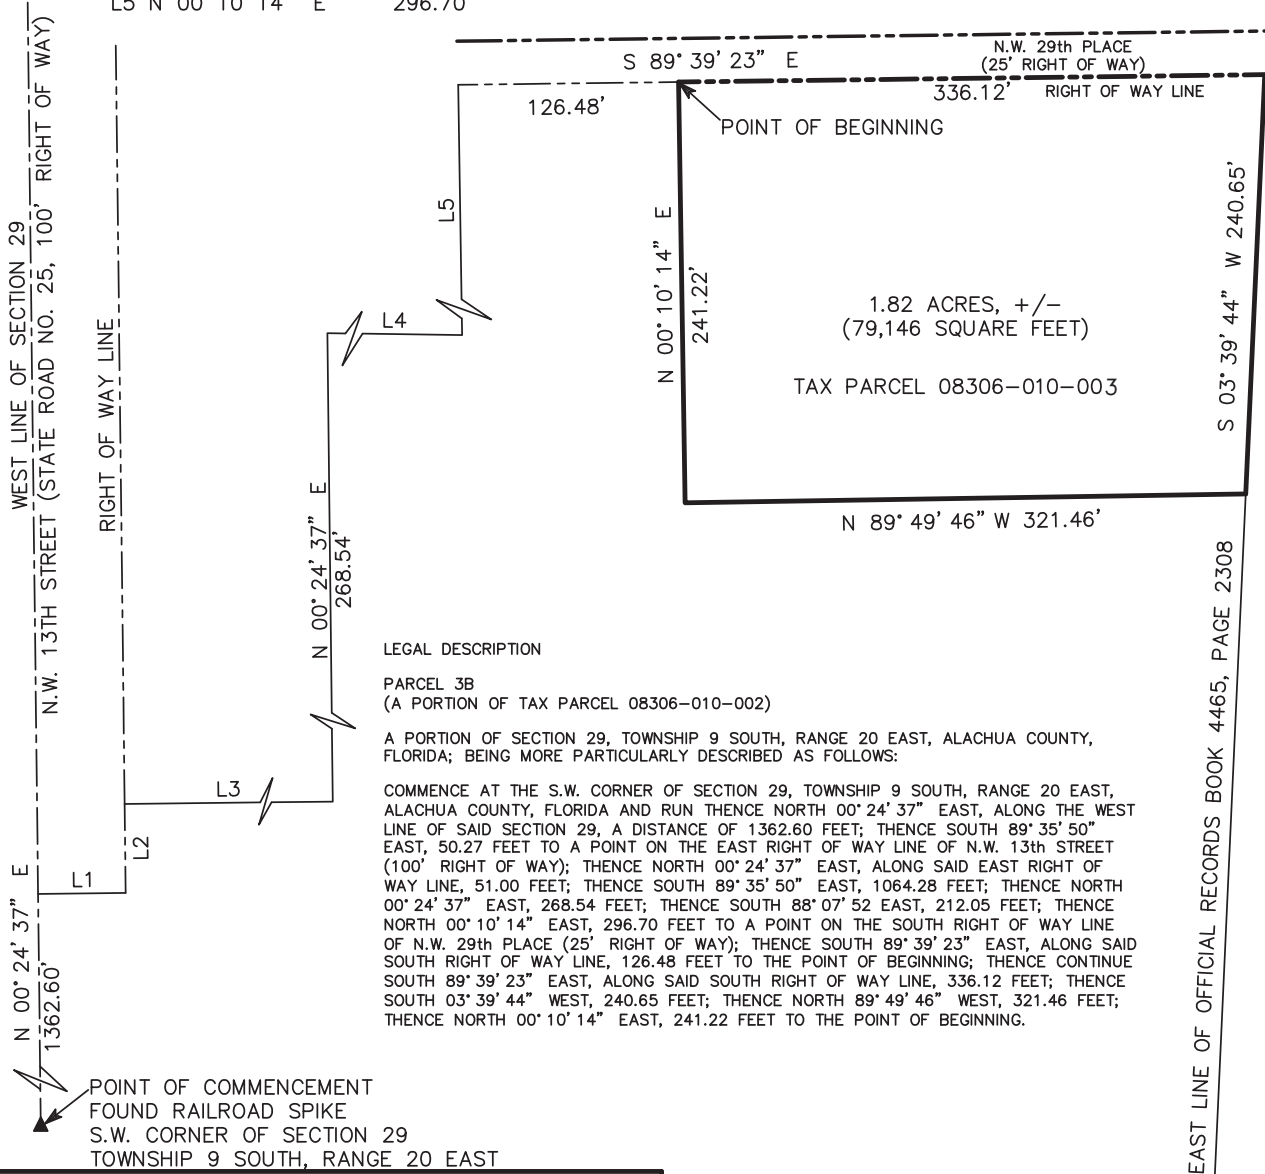 L5 N 00°10'14" E 296.70'
N.W. 29th PLACE
(25' RIGHT OF WAY)
S 89°39'23" E
126.48'
336.12' RIGHT OF WAY LINE
POINT OF BEGINNING
WEST LINE OF SECTION 29
N.W. 13TH STREET (STATE ROAD NO. 25, 100' RIGHT OF WAY)
RIGHT OF WAY LINE
L5
N 00°10'14" E
241.22'
S 03°39'44" W 240.65'
1.82 ACRES, +/-
(79,146 SQUARE FEET)
TAX PARCEL 08306-010-003
L4
N 00°24'37" E
268.54'
N 89°49'46" W 321.46'
EAST LINE OF OFFICIAL RECORDS BOOK 4465, PAGE 2308
LEGAL DESCRIPTION
PARCEL 3B
(A PORTION OF TAX PARCEL 08306-010-002)
A PORTION OF SECTION 29, TOWNSHIP 9 SOUTH, RANGE 20 EAST, ALACHUA COUNTY,
FLORIDA; BEING MORE PARTICULARLY DESCRIBED AS FOLLOWS:
COMMENCE AT THE S.W. CORNER OF SECTION 29, TOWNSHIP 9 SOUTH, RANGE 20 EAST,
ALACHUA COUNTY, FLORIDA AND RUN THENCE NORTH 00°24'37" EAST, ALONG THE WEST
LINE OF SAID SECTION 29, A DISTANCE OF 1362.60 FEET; THENCE SOUTH 89°35'50"
EAST, 50.27 FEET TO A POINT ON THE EAST RIGHT OF WAY LINE OF N.W. 13th STREET
(100' RIGHT OF WAY); THENCE NORTH 00°24'37" EAST, ALONG SAID EAST RIGHT OF
WAY LINE, 51.00 FEET; THENCE SOUTH 89°35'50" EAST, 1064.28 FEET; THENCE NORTH
00°24'37" EAST, 268.54 FEET; THENCE SOUTH 88°07'52 EAST, 212.05 FEET; THENCE
NORTH 00°10'14" EAST, 296.70 FEET TO A POINT ON THE SOUTH RIGHT OF WAY LINE
OF N.W. 29th PLACE (25' RIGHT OF WAY); THENCE SOUTH 89°39'23" EAST, ALONG SAID
SOUTH RIGHT OF WAY LINE, 126.48 FEET TO THE POINT OF BEGINNING; THENCE CONTINUE
SOUTH 89°39'23" EAST, ALONG SAID SOUTH RIGHT OF WAY LINE, 336.12 FEET; THENCE
SOUTH 03°39'44" WEST, 240.65 FEET; THENCE NORTH 89°49'46" WEST, 321.46 FEET;
THENCE NORTH 00°10'14" EAST, 241.22 FEET TO THE POINT OF BEGINNING.
L3
L2
L1
N 00°24'37" E
1362.60'
POINT OF COMMENCEMENT
FOUND RAILROAD SPIKE
S.W. CORNER OF SECTION 29
TOWNSHIP 9 SOUTH, RANGE 20 EAST